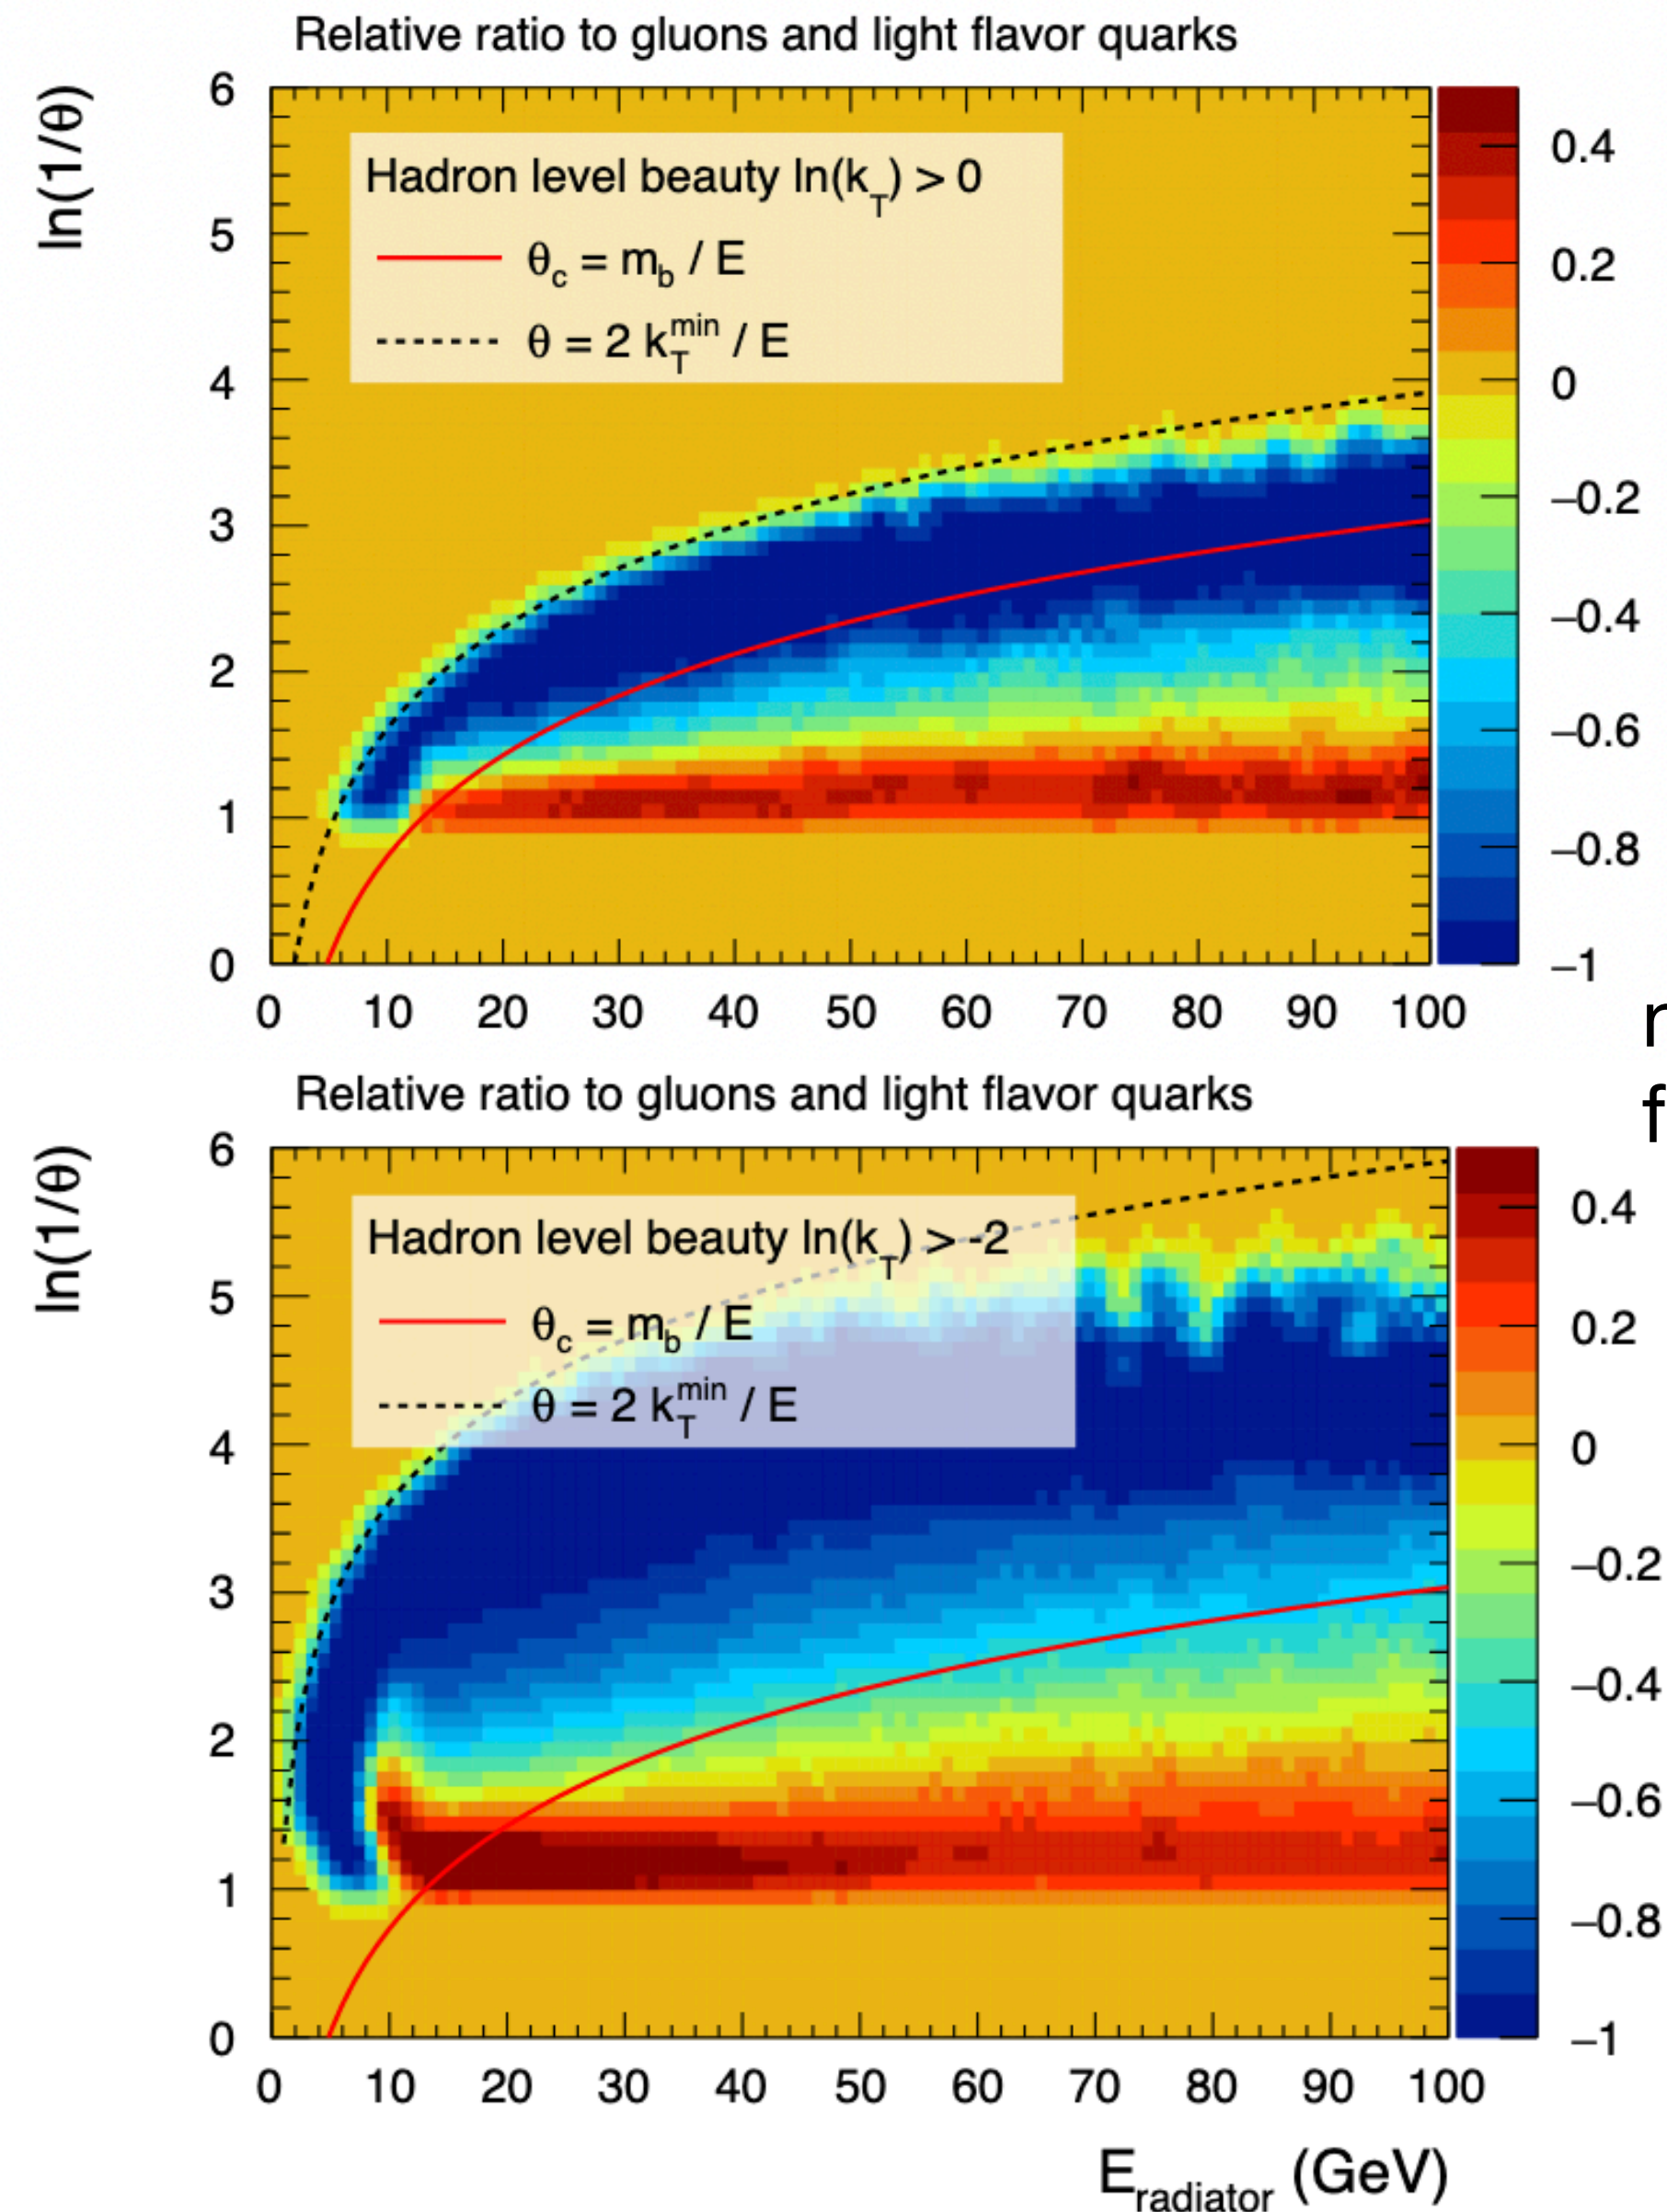 Relative ratio to gluons and light flavor quarks
ln(1/θ)
6
5
4
3
2
1
0
Hadron level beauty ln(k_T) > 0
θ_c = m_b / E
θ = 2 k_T^min / E
0.4
0.2
0
−0.2
−0.4
−0.6
−0.8
−1
0 10 20 30 40 50 60 70 80 90 100
r
f
Relative ratio to gluons and light flavor quarks
ln(1/θ)
6
5
4
3
2
1
0
Hadron level beauty ln(k_T) > -2
θ_c = m_b / E
θ = 2 k_T^min / E
0.4
0.2
0
−0.2
−0.4
−0.6
−0.8
−1
0 10 20 30 40 50 60 70 80 90 100
E_radiator (GeV)